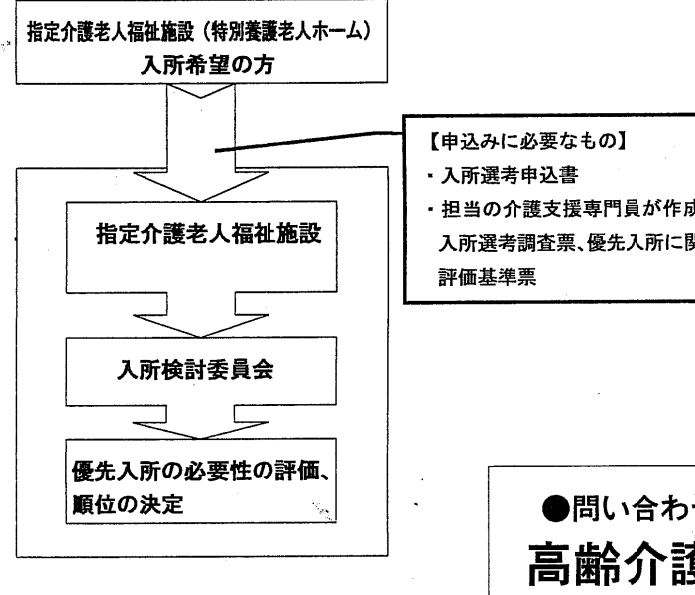 指定介護老人福祉施設（特別養護老人ホーム）
入所希望の方
【申込みに必要なもの】
・入所選考申込書
・担当の介護支援専門員が作成
入所選考調査票、優先入所に関
評価基準票
指定介護老人福祉施設
入所検討委員会
優先入所の必要性の評価、
順位の決定
●問い合わせ
高齢介護